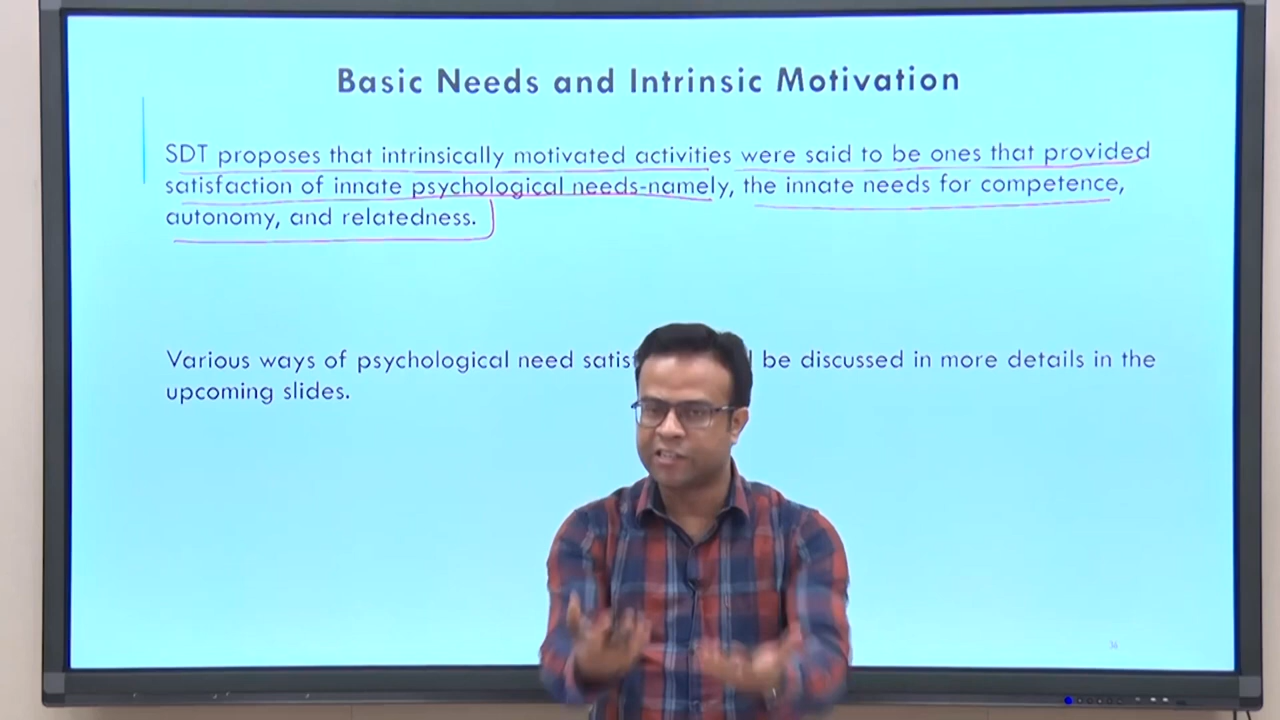 Basic Needs and Intrinsic Motivation
SDT proposes that intrinsically motivated activities were said to be ones that provided
satisfaction of innate psychological needs-namely, the innate needs for competence,
autonomy, and relatedness.
Various ways of psychological need be discussed in more details in the
upcoming slides.